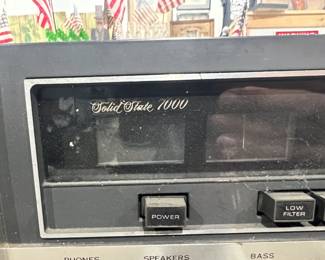 Solid State 7000
POWER
LOW
FILTER
PHONES SPEAKERS BASS